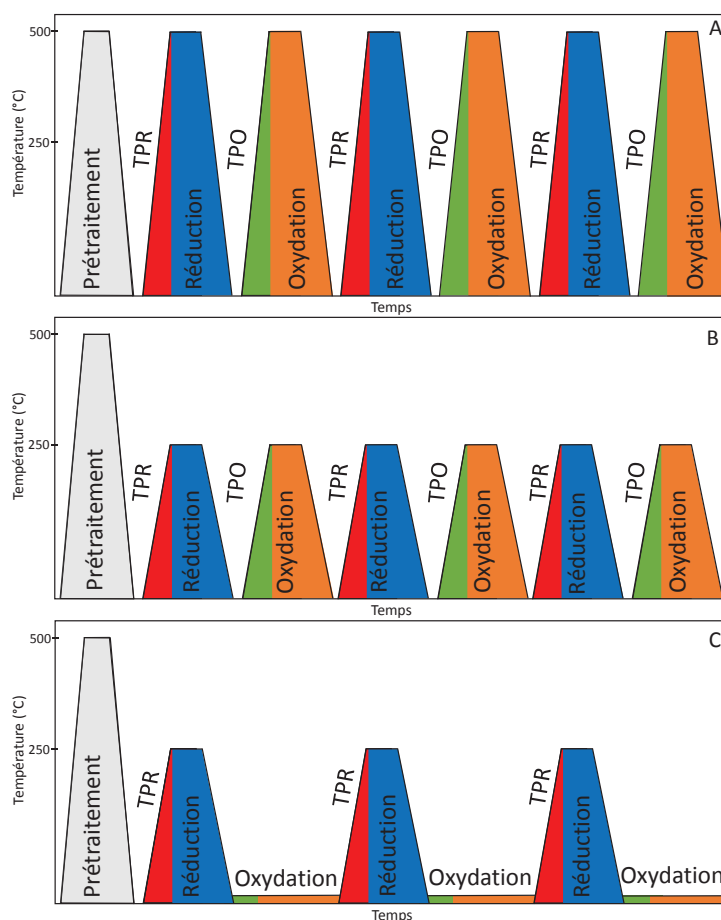 A
Température (°C)
500
250
Prétraitement
TPR
Réduction
TPO
Oxydation
TPR
Réduction
TPO
Oxydation
TPR
Réduction
TPO
Oxydation
Temps
B
Température (°C)
500
250
Prétraitement
TPR
Réduction
TPO
Oxydation
TPR
Réduction
TPO
Oxydation
TPR
Réduction
TPO
Oxydation
Temps
C
Température (°C)
500
250
Prétraitement
TPR
Réduction
Oxydation
TPR
Réduction
Oxydation
TPR
Réduction
Oxydation
Temps